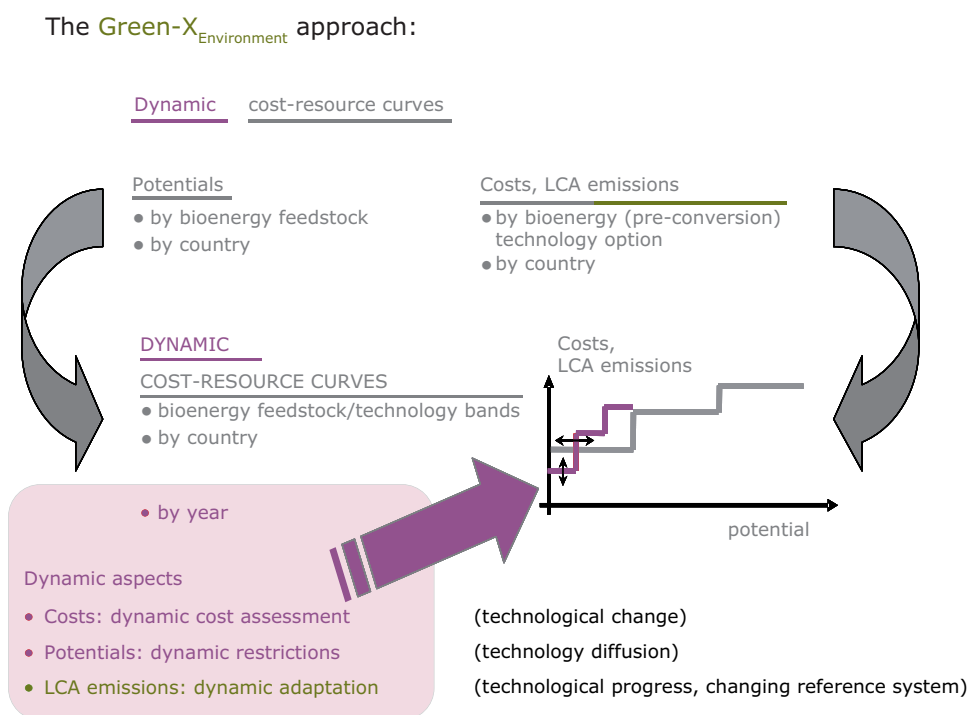 The Green-X Environment approach:
Dynamic cost-resource curves
Potentials
• by bioenergy feedstock
• by country
Costs, LCA emissions
• by bioenergy (pre-conversion)
technology option
• by country
DYNAMIC
COST-RESOURCE CURVES
• bioenergy feedstock/technology bands
• by country
• by year
Costs,
LCA emissions
potential
Dynamic aspects
• Costs: dynamic cost assessment (technological change)
• Potentials: dynamic restrictions (technology diffusion)
• LCA emissions: dynamic adaptation (technological progress, changing reference system)